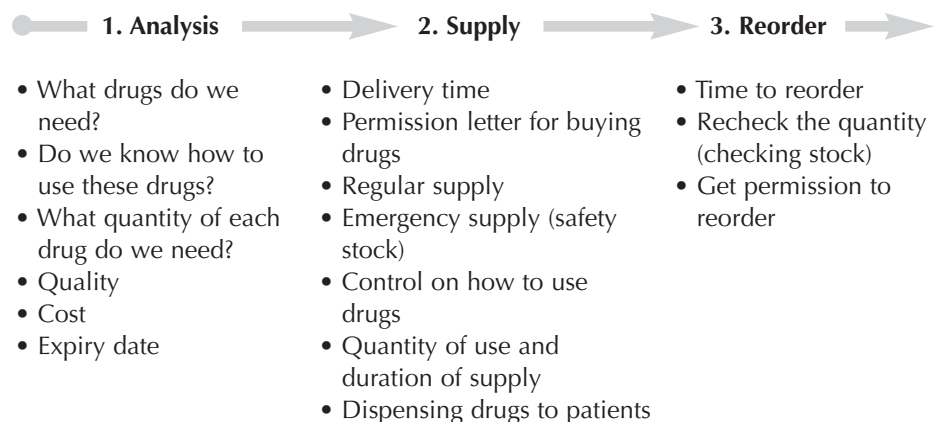 1. Analysis
• What drugs do we
need?
• Do we know how to
use these drugs?
• What quantity of each
drug do we need?
• Quality
• Cost
• Expiry date
2. Supply
• Delivery time
• Permission letter for buying
drugs
• Regular supply
• Emergency supply (safety
stock)
• Control on how to use
drugs
• Quantity of use and
duration of supply
• Dispensing drugs to patients
3. Reorder
• Time to reorder
• Recheck the quantity
(checking stock)
• Get permission to
reorder